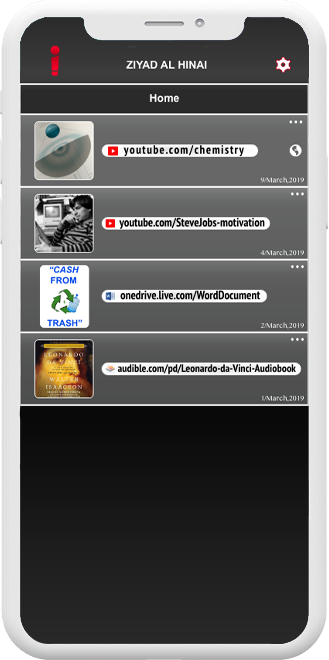 ZIYAD AL HINAI
Home
youtube.com/chemistry
9/March,2019
youtube.com/SteveJobs-motivation
4/March,2019
"CASH
FROM
TRASH"
onedrive.live.com/WordDocument
2/March,2019
LEONARDO
DA VINCI
WALTER
ISAACSON
audible.com/pd/Leonardo-da-Vinci-Audiobook
1/March,2019